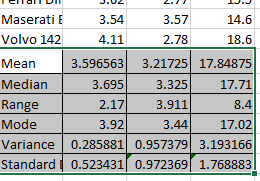 Ferrari Di 3.62 2.77 15.5
Maserati E 3.54 3.57 14.6
Volvo 142 4.11 2.78 18.6
Mean 3.596563 3.21725 17.84875
Median 3.695 3.325 17.71
Range 2.17 3.911 8.4
Mode 3.92 3.44 17.02
Variance 0.285881 0.957379 3.193166
Standard D 0.523431 0.972369 1.768883